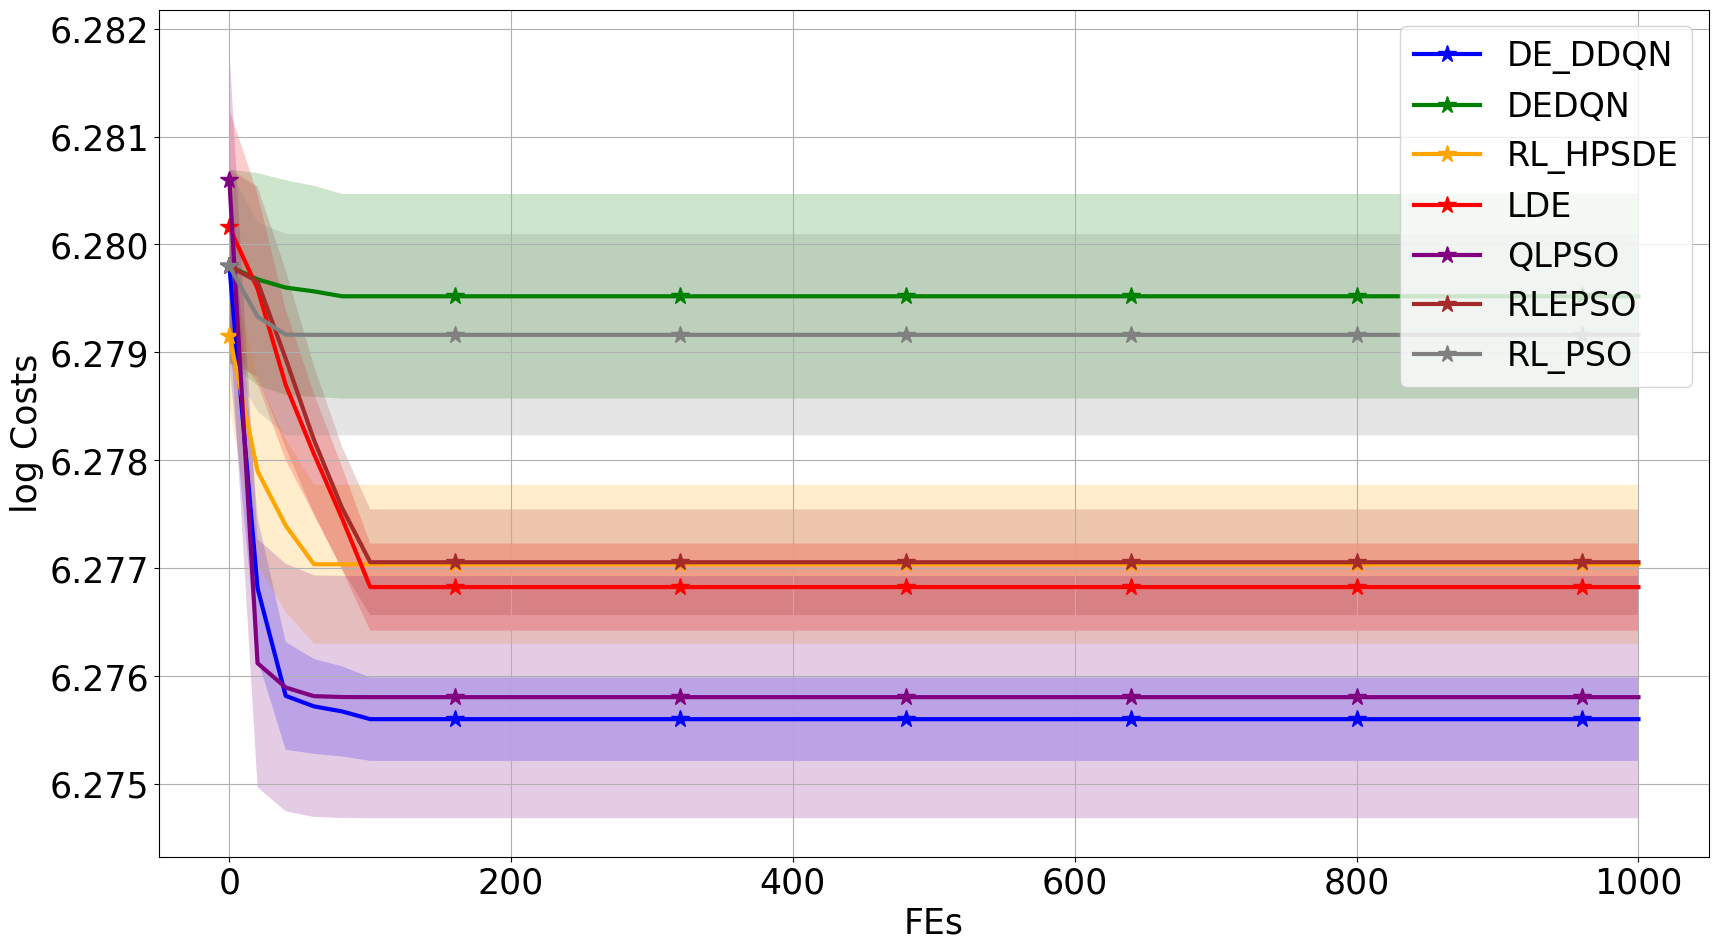 6.282
6.281
6.280
6.279
6.278
6.277
6.276
6.275
log Costs
0
200
400
600
800
1000
FEs
DE_DDQN
DEDQN
RL_HPSDE
LDE
QLPSO
RLEPSO
RL_PSO